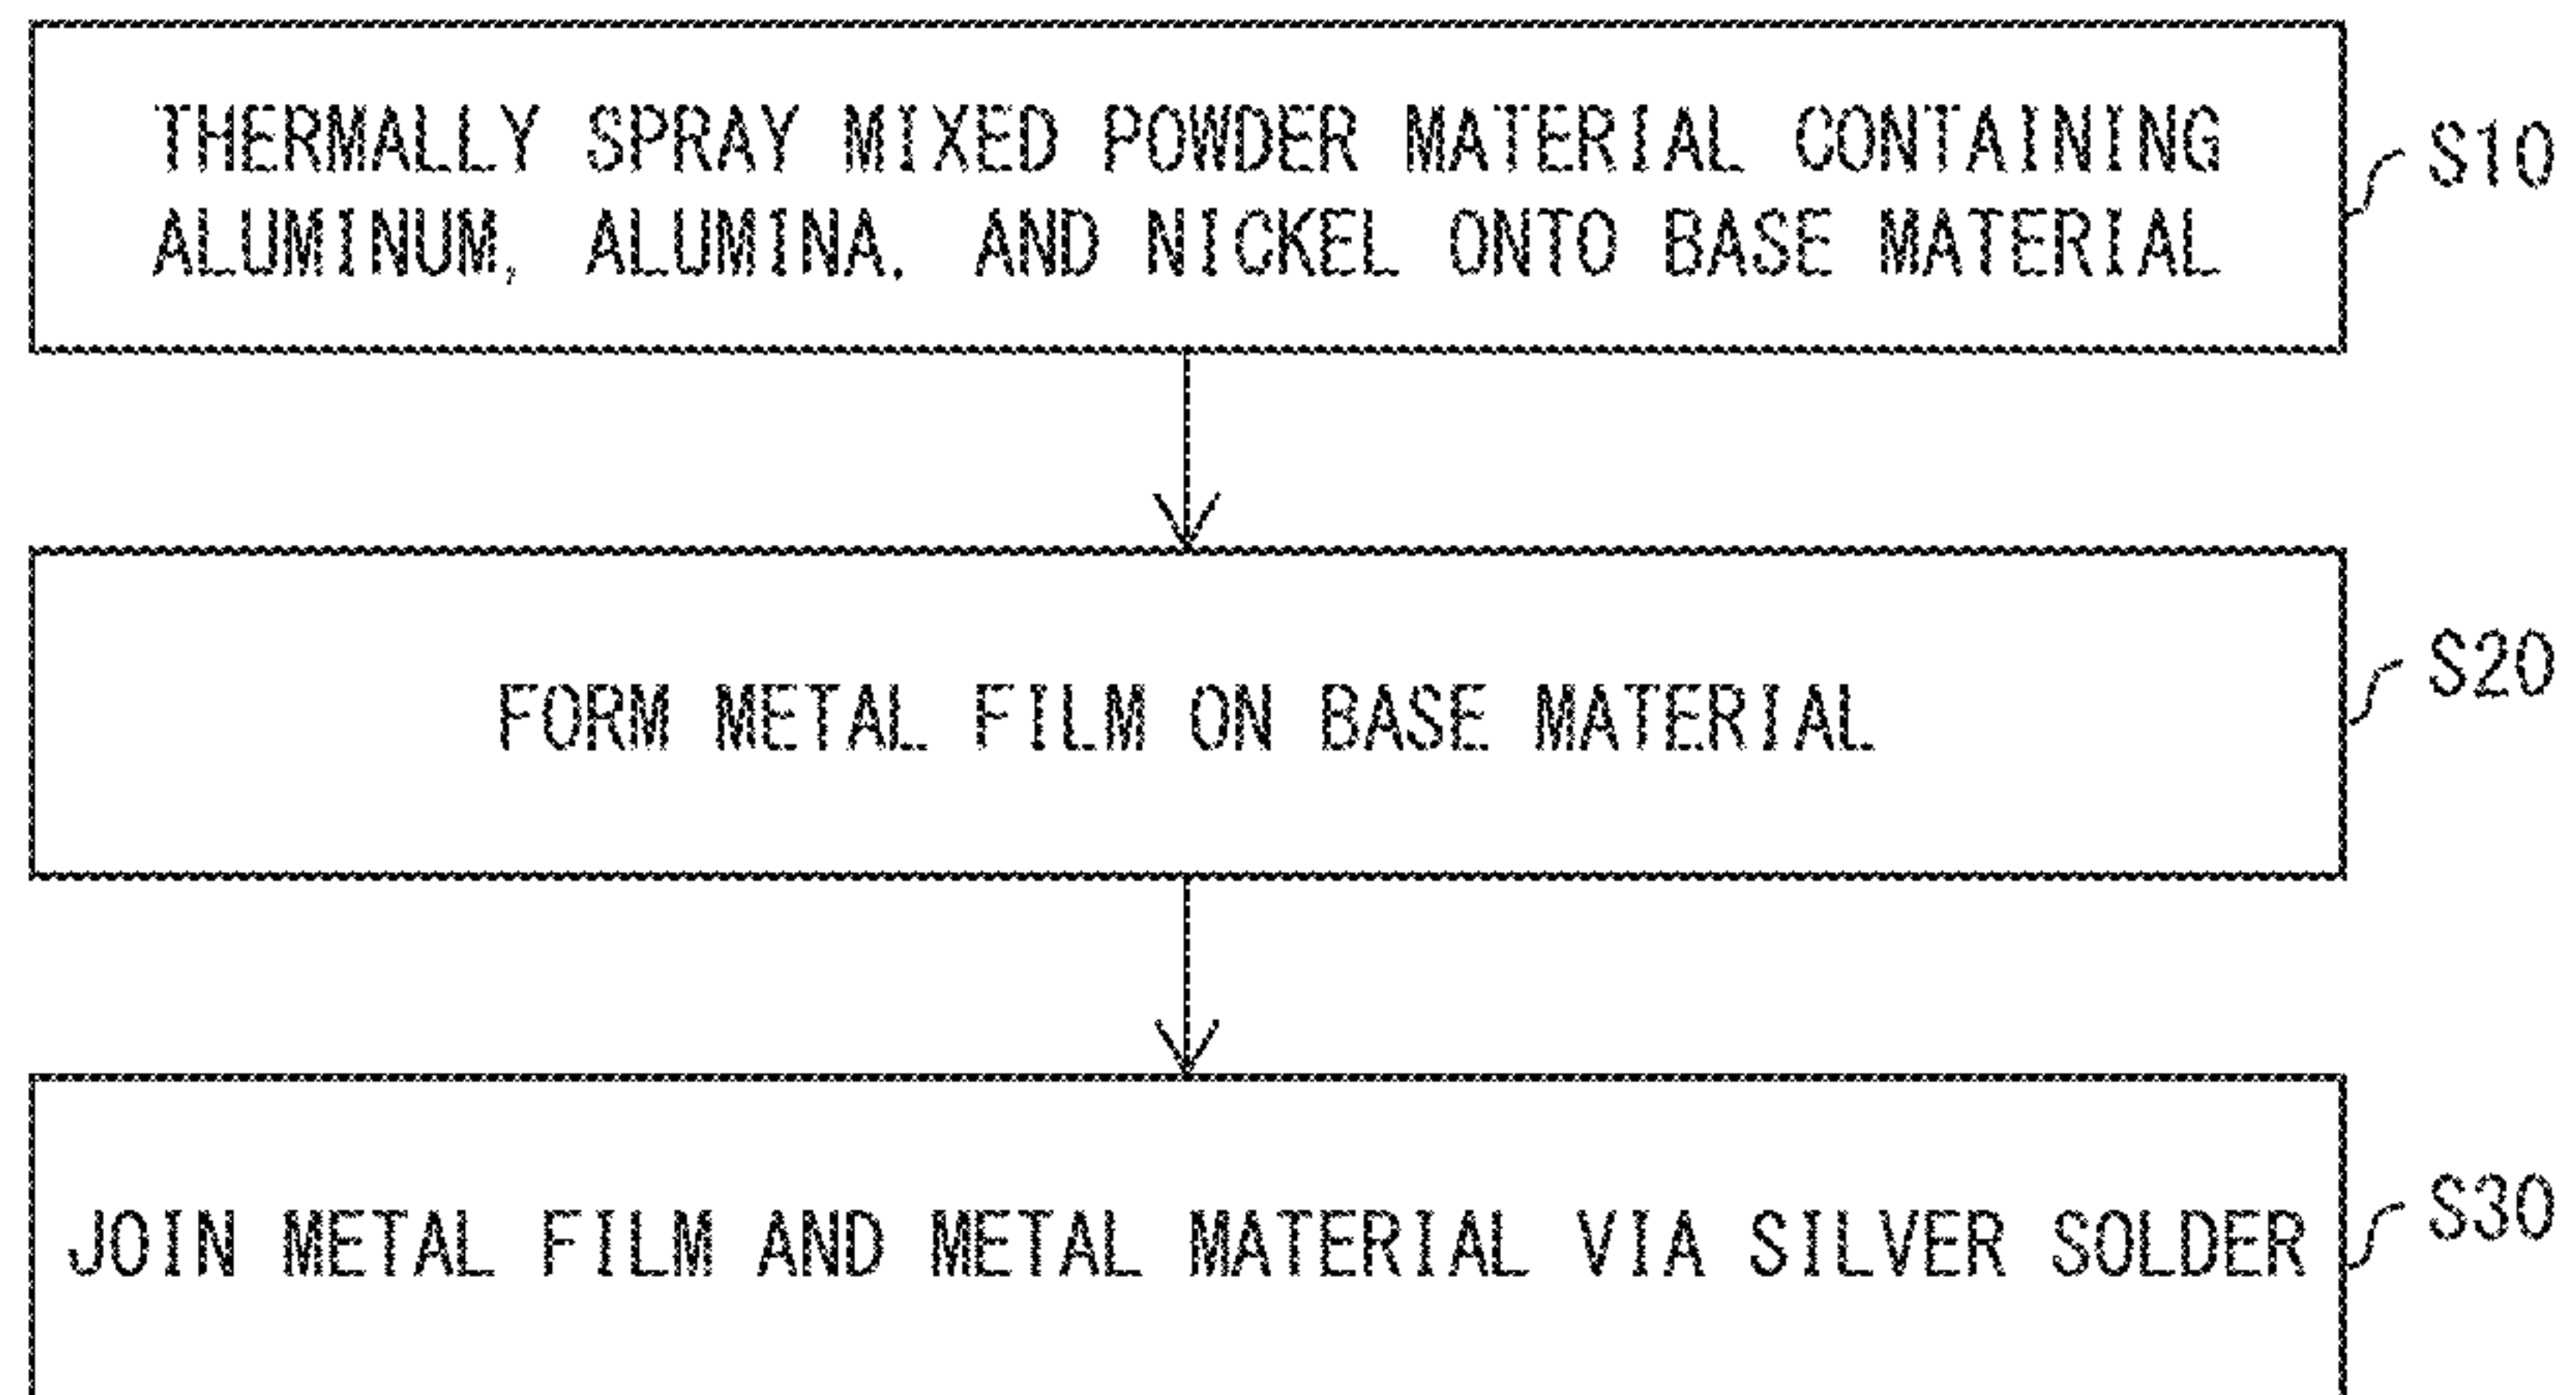 THERMALLY SPRAY MIXED POWDER MATERIAL CONTAINING
ALUMINUM, ALUMINA, AND NICKEL ONTO BASE MATERIAL
S10
FORM METAL FILM ON BASE MATERIAL
S20
JOIN METAL FILM AND METAL MATERIAL VIA SILVER SOLDER
S30